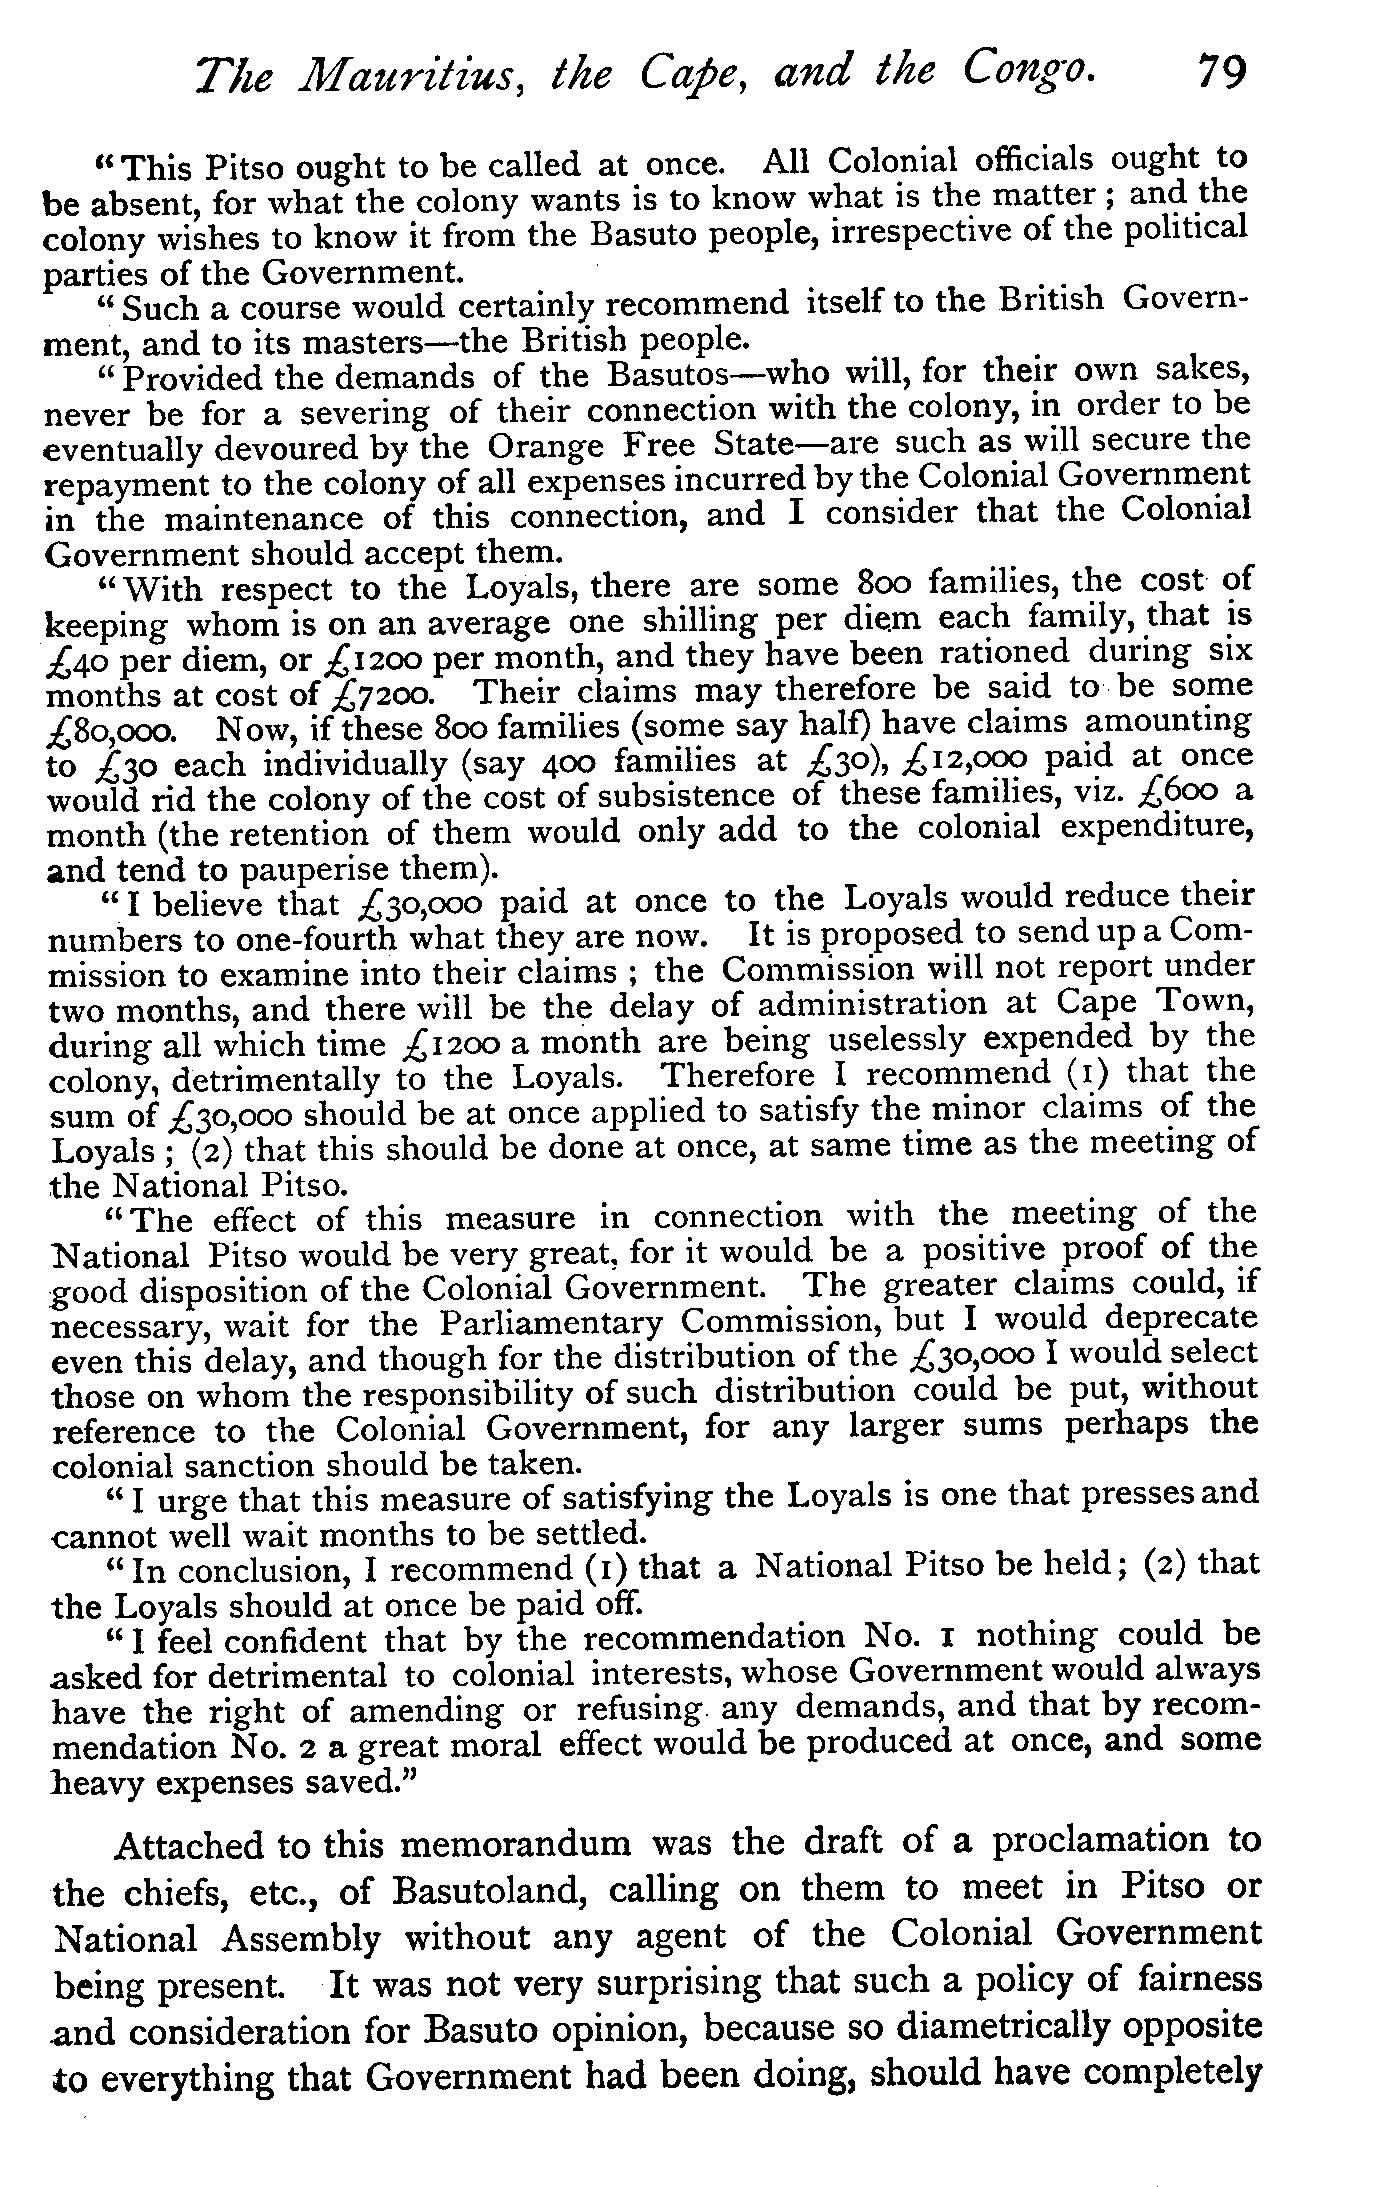 The Mauritius, the Cape, and the Congo. 79
“This Pitso ought to be called at once. All Colonial officials ought to
be absent, for what the colony wants is to know what is the matter ; and the
colony wishes to know it from the Basuto people, irrespective of the political
parties of the Government.
“Such a course would certainly recommend itself to the British Govern-
ment, and to its masters—the British people.
“Provided the demands of the Basutos—who will, for their own sakes,
never be for a severing of their connection with the colony, in order to be
eventually devoured by the Orange Free State—are such as will secure the
repayment to the colony of all expenses incurred by the Colonial Government
in the maintenance of this connection, and I consider that the Colonial
Government should accept them.
“With respect to the Loyals, there are some 800 families, the cost of
keeping whom is on an average one shilling per diem each family, that is
£40 per diem, or £1200 per month, and they have been rationed during six
months at cost of £7200. Their claims may therefore be said to be some
£80,000. Now, if these 800 families (some say half) have claims amounting
to £30 each individually (say 400 families at £30), £12,000 paid at once
would rid the colony of the cost of subsistence of these families, viz. £600 a
month (the retention of them would only add to the colonial expenditure,
and tend to pauperise them).
“I believe that £30,000 paid at once to the Loyals would reduce their
numbers to one-fourth what they are now. It is proposed to send up a Com-
mission to examine into their claims ; the Commission will not report under
two months, and there will be the delay of administration at Cape Town,
during all which time £1200 a month are being uselessly expended by the
colony, detrimentally to the Loyals. Therefore I recommend (1) that the
sum of £30,000 should be at once applied to satisfy the minor claims of the
Loyals ; (2) that this should be done at once, at same time as the meeting of
the National Pitso.
“The effect of this measure in connection with the meeting of the
National Pitso would be very great, for it would be a positive proof of the
good disposition of the Colonial Government. The greater claims could, if
necessary, wait for the Parliamentary Commission, but I would deprecate
even this delay, and though for the distribution of the £30,000 I would select
those on whom the responsibility of such distribution could be put, without
reference to the Colonial Government, for any larger sums perhaps the
colonial sanction should be taken.
“I urge that this measure of satisfying the Loyals is one that presses and
cannot well wait months to be settled.
“In conclusion, I recommend (1) that a National Pitso be held; (2) that
the Loyals should at once be paid off.
“I feel confident that by the recommendation No. 1 nothing could be
asked for detrimental to colonial interests, whose Government would always
have the right of amending or refusing any demands, and that by recom-
mendation No. 2 a great moral effect would be produced at once, and some
heavy expenses saved.”
Attached to this memorandum was the draft of a proclamation to
the chiefs, etc., of Basutoland, calling on them to meet in Pitso or
National Assembly without any agent of the Colonial Government
being present. It was not very surprising that such a policy of fairness
and consideration for Basuto opinion, because so diametrically opposite
to everything that Government had been doing, should have completely